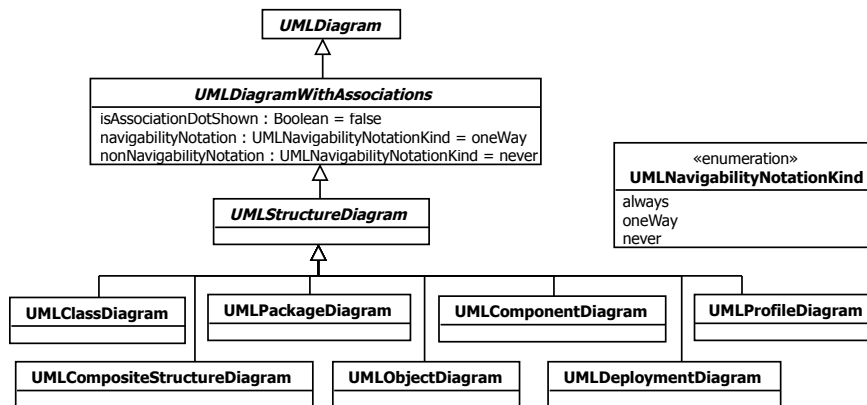 UMLDiagram
UMLDiagramWithAssociations
isAssociationDotShown : Boolean = false
navigabilityNotation : UMLNavigabilityNotationKind = oneWay
nonNavigabilityNotation : UMLNavigabilityNotationKind = never
«enumeration»
UMLNavigabilityNotationKind
always
oneWay
never
UMLStructureDiagram
UMLClassDiagram
UMLPackageDiagram
UMLComponentDiagram
UMLProfileDiagram
UMLCompositeStructureDiagram
UMLObjectDiagram
UMLDeploymentDiagram